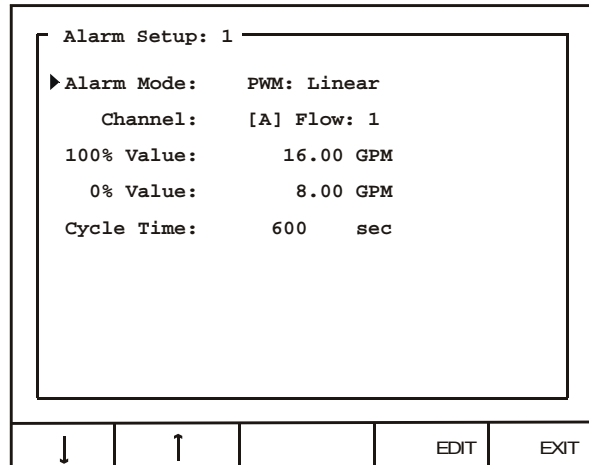 Alarm Setup: 1
Alarm Mode: PWM: Linear
Channel: [A] Flow: 1
100% Value: 16.00 GPM
0% Value: 8.00 GPM
Cycle Time: 600 sec
↓ ↑ EDIT EXIT